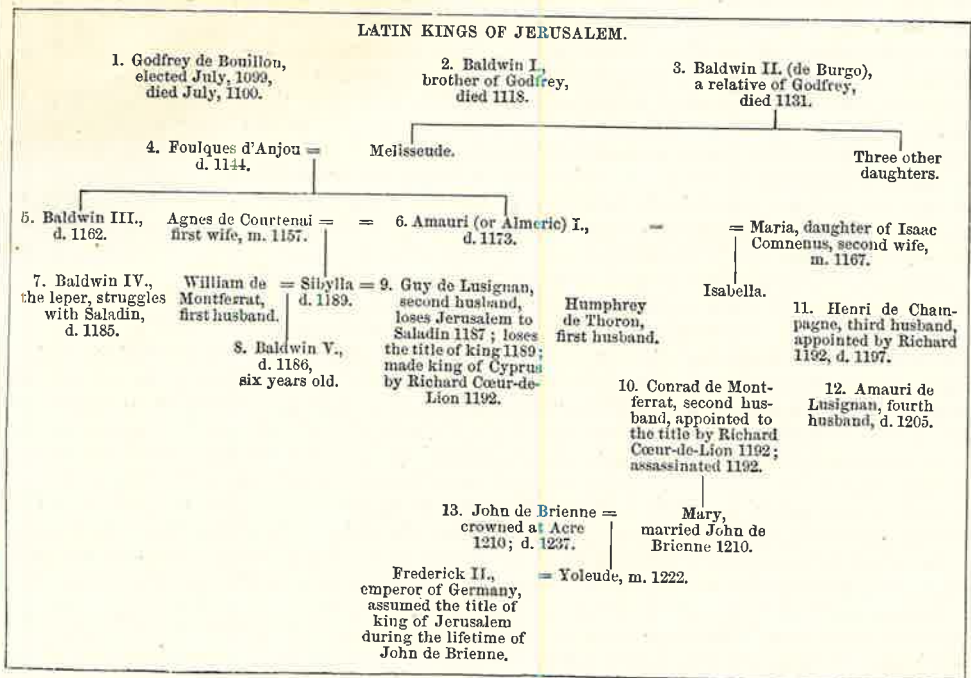 LATIN KINGS OF JERUSALEM.
1. Godfrey de Bouillon,
elected July, 1099,
died July, 1100.
2. Baldwin I.,
brother of Godfrey,
died 1118.
3. Baldwin II. (de Burgo),
a relative of Godfrey,
died 1131.
4. Foulques d'Anjou =
d. 1144.
Melisseude.
Three other
daughters.
5. Baldwin III.,
d. 1162.
Agnes de Courtenai =
first wife, m. 1157.
= 6. Amauri (or Almeric) I.,
d. 1173.
=
= Maria, daughter of Isaac
Comnenus, second wife,
m. 1167.
7. Baldwin IV.,
the leper, struggles
with Saladin,
d. 1185.
William de
Montferrat,
first husband.
= Sibylla =
d. 1189.
9. Guy de Lusignan,
second husband,
loses Jerusalem to
Saladin 1187; loses
the title of king 1189;
made king of Cyprus
by Richard Cœur-de-
Lion 1192.
Humphrey
de Thoron,
first husband.
Isabella.
11. Henri de Cham-
pagne, third husband,
appointed by Richard
1192, d. 1197.
8. Baldwin V.,
d. 1186,
six years old.
10. Conrad de Mont-
ferrat, second hus-
band, appointed to
the title by Richard
Cœur-de-Lion 1192;
assassinated 1192.
12. Amauri de
Lusignan, fourth
husband, d. 1205.
13. John de Brienne =
crowned at Acre
1210; d. 1237.
Mary,
married John de
Brienne 1210.
Frederick II.,
emperor of Germany,
assumed the title of
king of Jerusalem
during the lifetime of
John de Brienne.
= Yoleude, m. 1222.